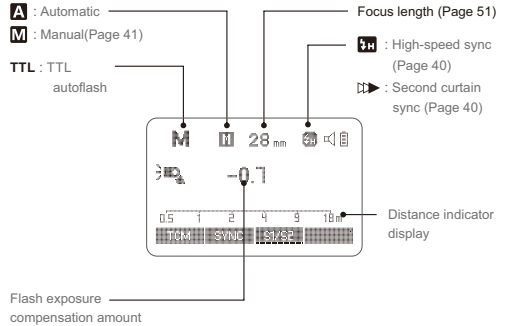 A : Automatic
M : Manual(Page 41)
TTL : TTL
autoflash
Focus length (Page 51)
H : High-speed sync
(Page 40)
: Second curtain
sync (Page 40)
M M 28 mm H
-0.7
0.5 1 2 4 9 18 m
TCM SYNC S1/S2
Distance indicator
display
Flash exposure
compensation amount